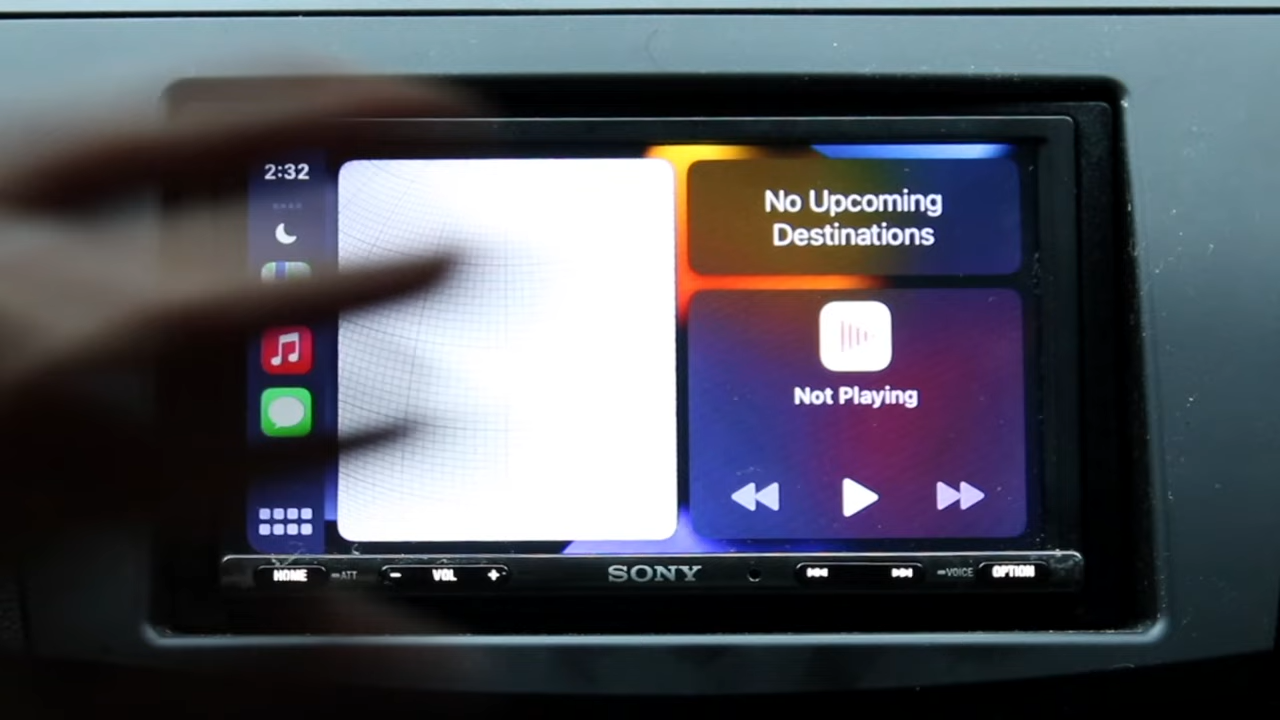 2:32
No Upcoming
Destinations
Not Playing
HOME
ATT
- VOL +
SONY
VOICE
OPTION